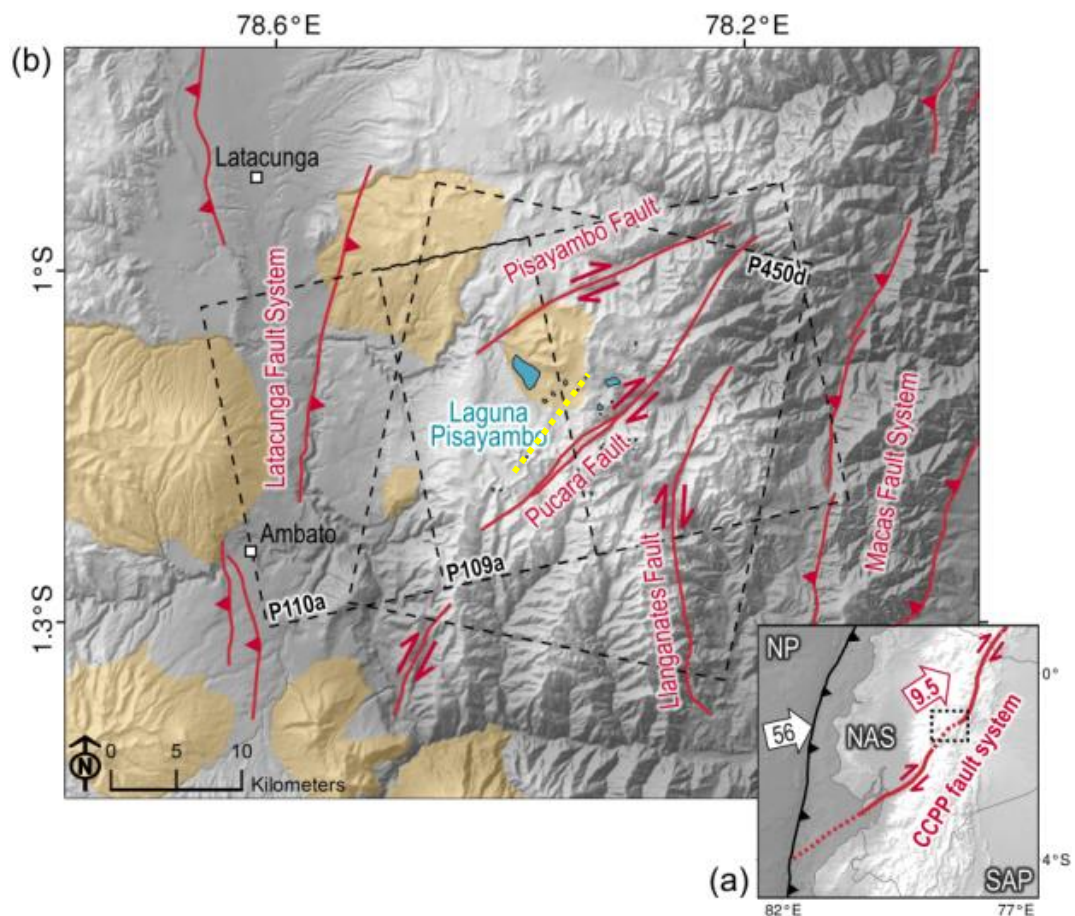 78.6°E
78.2°E
(b)
Latacunga
Pisayambo Fault
1°S
P450d
Latacunga Fault System
Laguna
Pisayambo
Pucara Fault
Macas Fault System
Ambato
P109a
P110a
Llanganates Fault
1.3°S
N
0
5
10
Kilometers
NP
0°
9.5
56
NAS
CCPP fault system
4°S
(a)
SAP
82°E
77°E